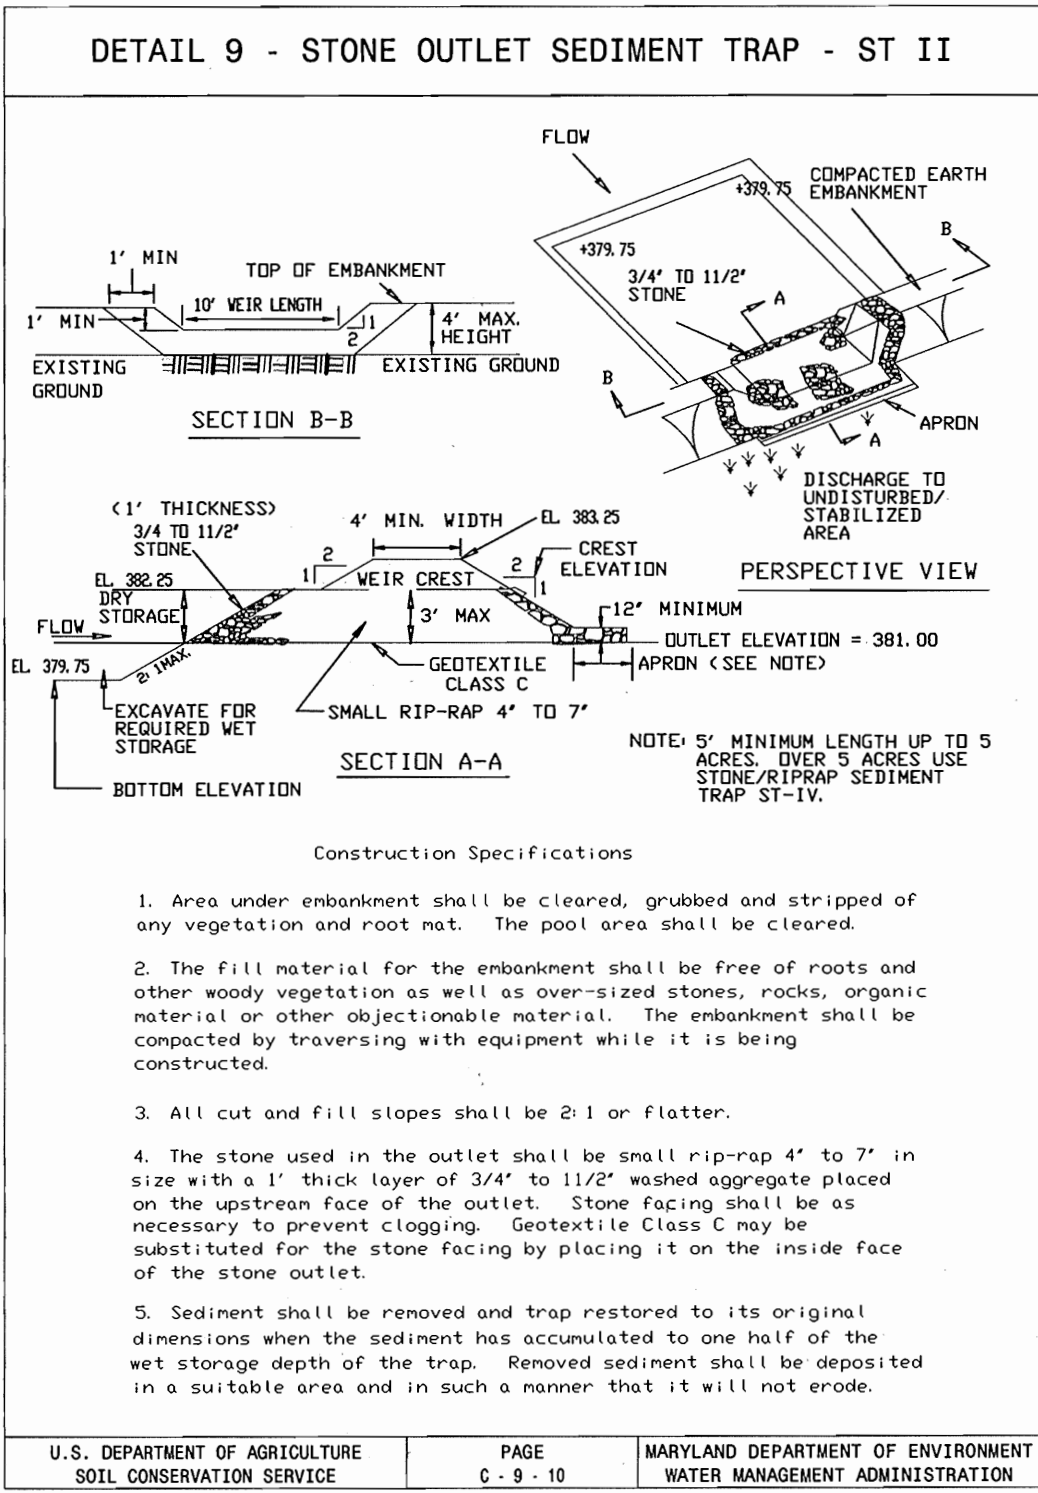 DETAIL 9 - STONE OUTLET SEDIMENT TRAP - ST II
FLOW
COMPACTED EARTH
EMBANKMENT
+379.75
+379.75
B
3/4" TO 11/2"
STONE
A
B
A
APRON
DISCHARGE TO
UNDISTURBED/
STABILIZED
AREA
PERSPECTIVE VIEW
1' MIN
TOP OF EMBANKMENT
10' WEIR LENGTH
1' MIN
1
2
4' MAX.
HEIGHT
EXISTING
GROUND
EXISTING GROUND
SECTION B-B
(1' THICKNESS)
3/4 TO 11/2"
STONE
4' MIN. WIDTH
EL. 383.25
CREST
ELEVATION
2
1
2
1
EL. 382.25
WEIR CREST
DRY
STORAGE
3' MAX
12" MINIMUM
FLOW
OUTLET ELEVATION = 381.00
EL. 379.75
2:1MAX.
GEOTEXTILE
CLASS C
APRON (SEE NOTE)
EXCAVATE FOR
REQUIRED WET
STORAGE
SMALL RIP-RAP 4" TO 7"
SECTION A-A
BOTTOM ELEVATION
NOTE: 5' MINIMUM LENGTH UP TO 5
ACRES. OVER 5 ACRES USE
STONE/RIPRAP SEDIMENT
TRAP ST-IV.
Construction Specifications
1. Area under embankment shall be cleared, grubbed and stripped of
any vegetation and root mat. The pool area shall be cleared.
2. The fill material for the embankment shall be free of roots and
other woody vegetation as well as over-sized stones, rocks, organic
material or other objectionable material. The embankment shall be
compacted by traversing with equipment while it is being
constructed.
3. All cut and fill slopes shall be 2:1 or flatter.
4. The stone used in the outlet shall be small rip-rap 4" to 7" in
size with a 1' thick layer of 3/4" to 11/2" washed aggregate placed
on the upstream face of the outlet. Stone facing shall be as
necessary to prevent clogging. Geotextile Class C may be
substituted for the stone facing by placing it on the inside face
of the stone outlet.
5. Sediment shall be removed and trap restored to its original
dimensions when the sediment has accumulated to one half of the
wet storage depth of the trap. Removed sediment shall be deposited
in a suitable area and in such a manner that it will not erode.
U.S. DEPARTMENT OF AGRICULTURE
SOIL CONSERVATION SERVICE
PAGE
C - 9 - 10
MARYLAND DEPARTMENT OF ENVIRONMENT
WATER MANAGEMENT ADMINISTRATION